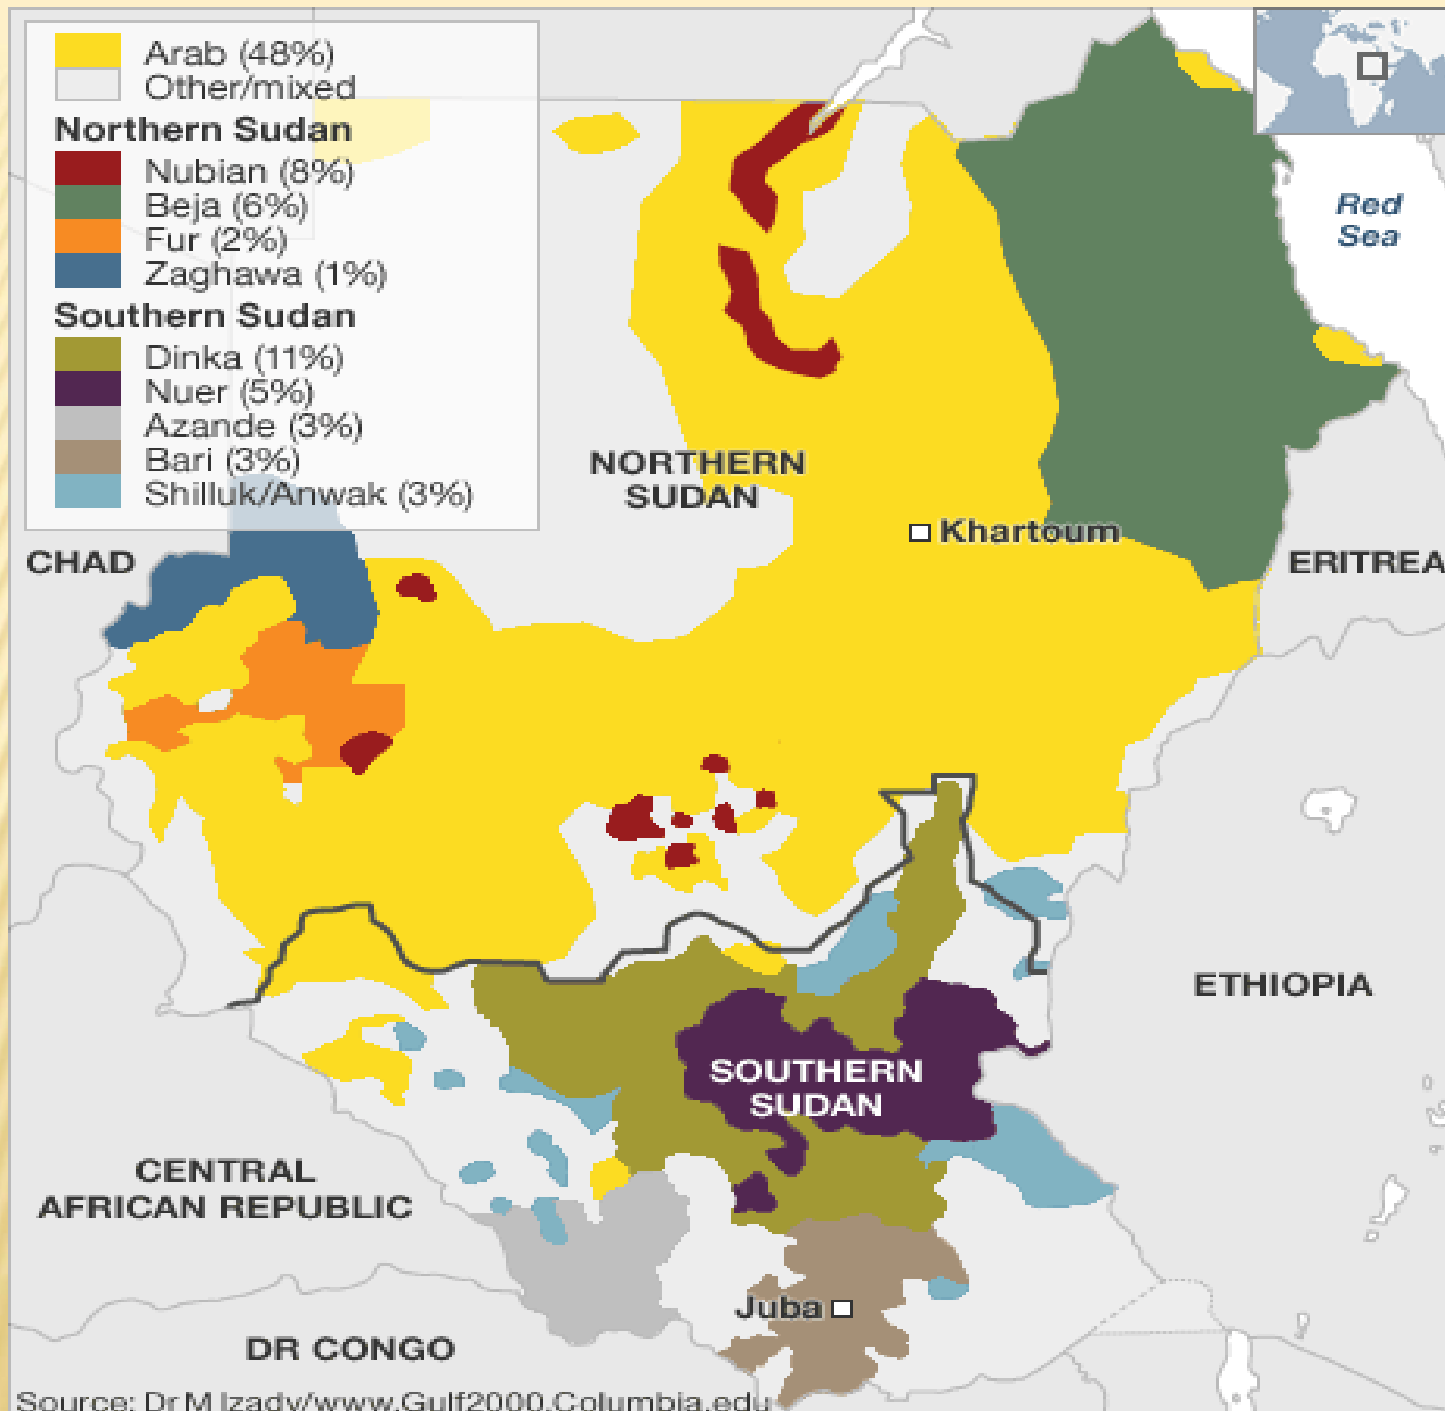 Arab (48%)
Other/mixed
Northern Sudan
Nubian (8%)
Beja (6%)
Fur (2%)
Zaghawa (1%)
Southern Sudan
Dinka (11%)
Nuer (5%)
Azande (3%)
Bari (3%)
Shilluk/Anwak (3%)
Red
Sea
NORTHERN
SUDAN
Khartoum
CHAD
ERITREA
ETHIOPIA
SOUTHERN
SUDAN
CENTRAL
AFRICAN REPUBLIC
Juba
DR CONGO
Source: Dr M Izady/www.Gulf2000.Columbia.edu